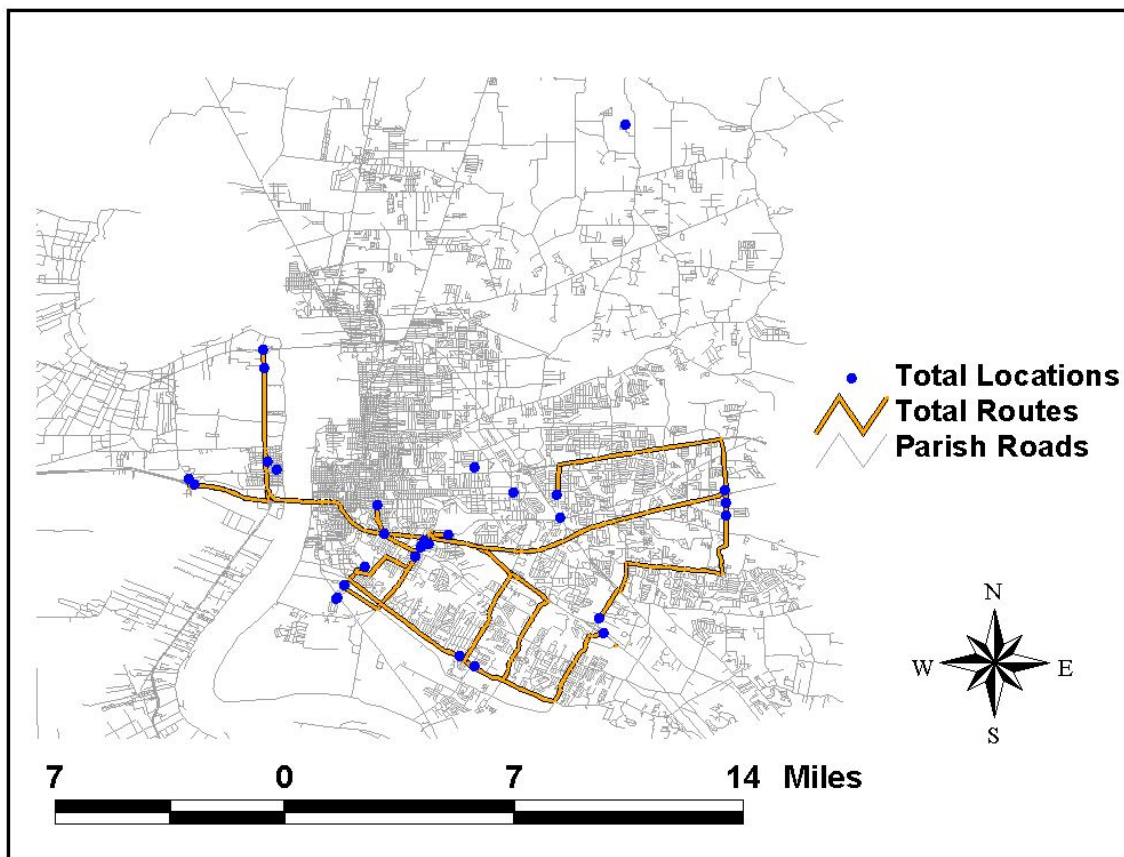 Total Locations
Total Routes
Parish Roads
N
W E
S
7 0 7 14 Miles